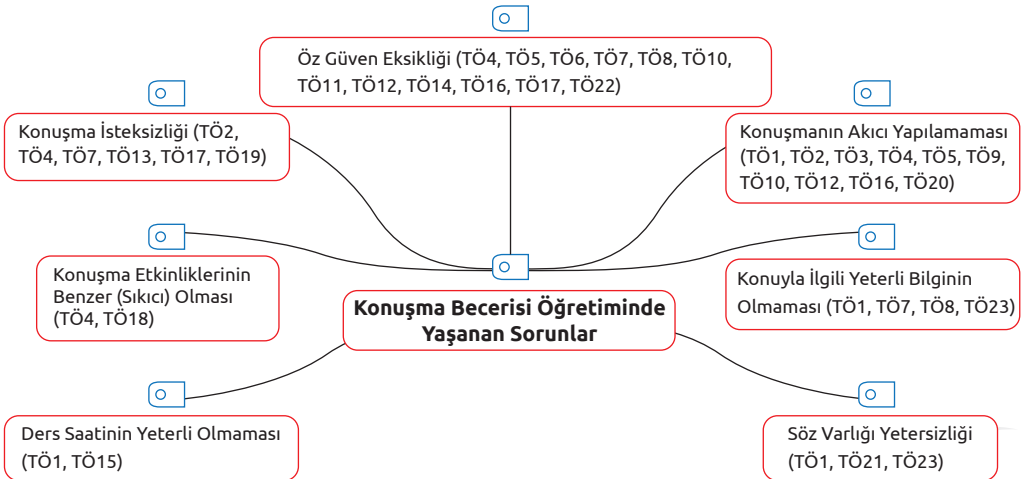 Öz Güven Eksikliği (TÖ4, TÖ5, TÖ6, TÖ7, TÖ8, TÖ10,
TÖ11, TÖ12, TÖ14, TÖ16, TÖ17, TÖ22)
Konuşma İsteksizliği (TÖ2,
TÖ4, TÖ7, TÖ13, TÖ17, TÖ19)
Konuşmanın Akıcı Yapılamaması
(TÖ1, TÖ2, TÖ3, TÖ4, TÖ5, TÖ9,
TÖ10, TÖ12, TÖ16, TÖ20)
Konuşma Etkinliklerinin
Benzer (Sıkıcı) Olması
(TÖ4, TÖ18)
Konuyla İlgili Yeterli Bilginin
Olmaması (TÖ1, TÖ7, TÖ8, TÖ23)
Konuşma Becerisi Öğretiminde
Yaşanan Sorunlar
Ders Saatinin Yeterli Olmaması
(TÖ1, TÖ15)
Söz Varlığı Yetersizliği
(TÖ1, TÖ21, TÖ23)